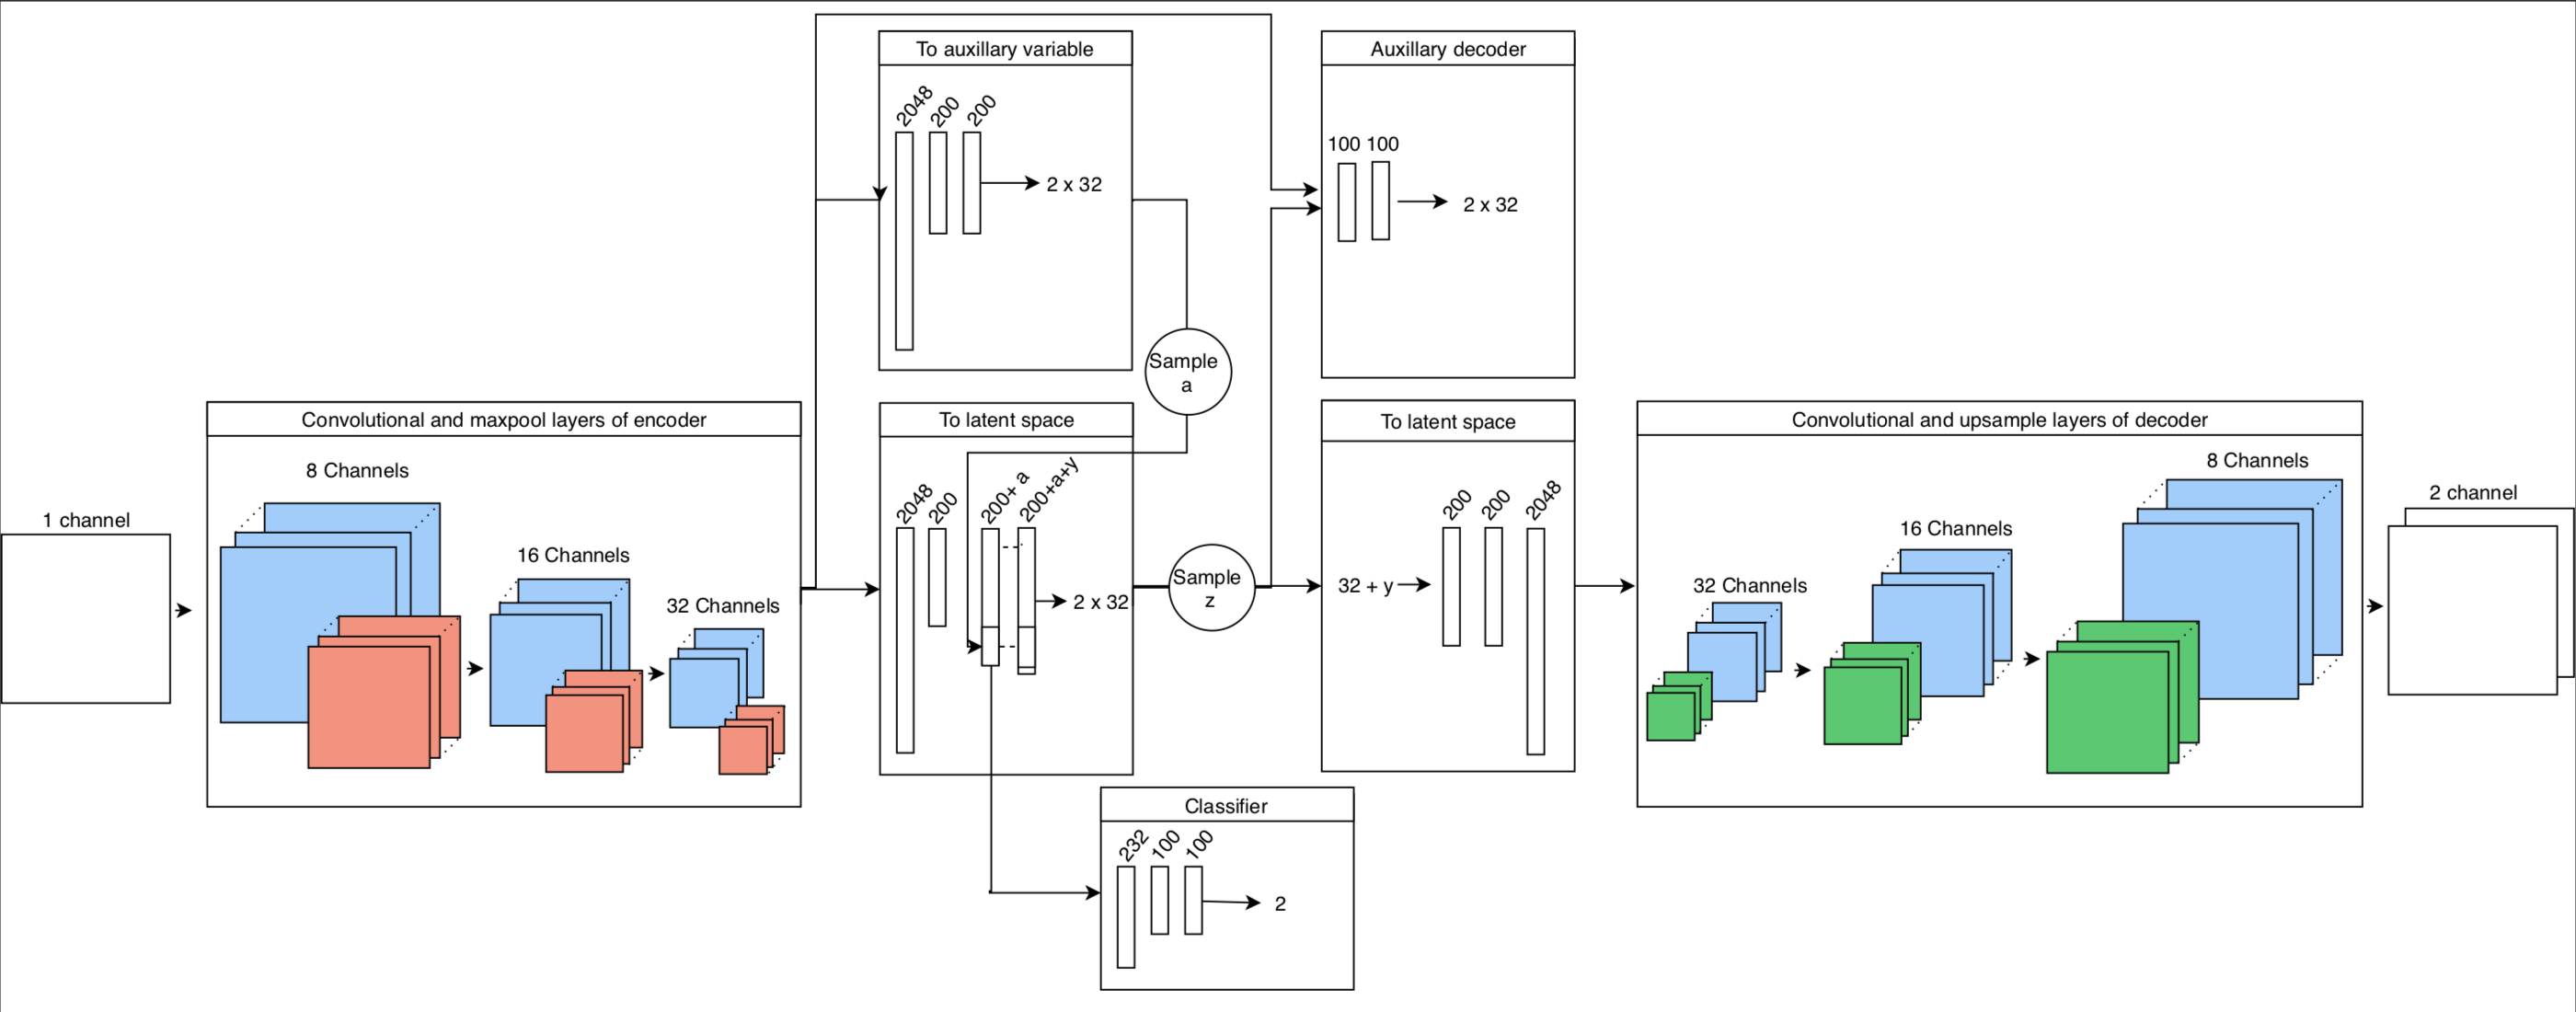 To auxillary variable
2048
200
200
2 x 32
Auxillary decoder
100 100
2 x 32
Sample
a
1 channel
Convolutional and maxpool layers of encoder
8 Channels
16 Channels
32 Channels
To latent space
2048
200
200+ a
200+a+y
2 x 32
Sample
z
To latent space
32 + y
200
200
2048
Convolutional and upsample layers of decoder
32 Channels
16 Channels
8 Channels
2 channel
Classifier
232
100
100
2